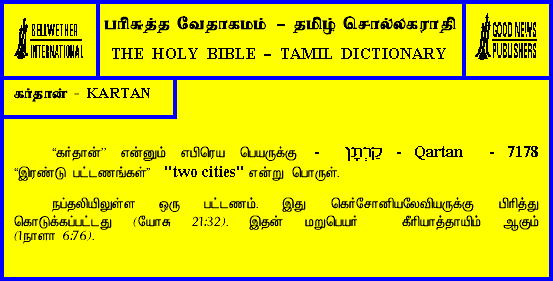 BELLWETHER
INTERNATIONAL
பரிசுத்த வேதாகமம் – தமிழ் சொல்லகராதி
THE HOLY BIBLE – TAMIL DICTIONARY
GOOD NEWS
PUBLISHERS
கர்தான் - KARTAN
“கர்தான்” என்னும் எபிரெய பெயருக்கு - קַרְתָּן - Qartan - 7178
“இரண்டு பட்டணங்கள்” "two cities" என்று பொருள்.
நப்தலியிலுள்ள ஒரு பட்டணம். இது கெர்சோனியலேவியருக்கு பிரித்து
கொடுக்கப்பட்டது (யோசு 21:32). இதன் மறுபெயர் கீரியாத்தாயிம் ஆகும்
(1நாளா 6:76).